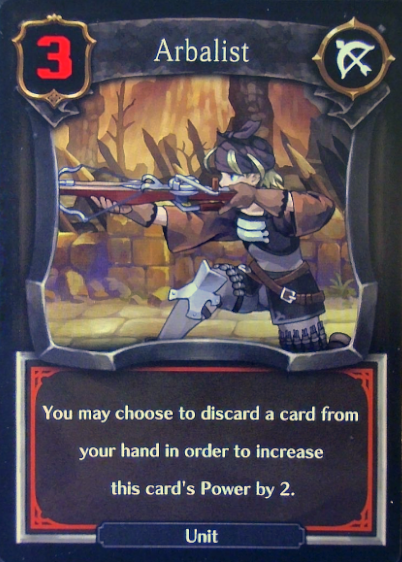 3
Arbalist
You may choose to discard a card from
your hand in order to increase
this card's Power by 2.
Unit